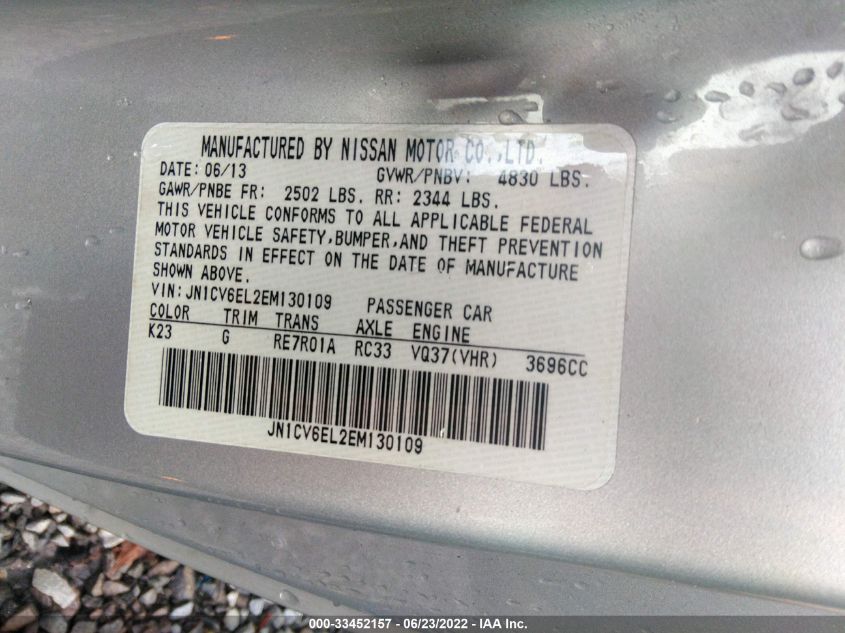 MANUFACTURED BY NISSAN MOTOR CO.,LTD.
DATE: 06/13 GVWR/PNBV: 4830 LBS.
GAWR/PNBE FR: 2502 LBS. RR: 2344 LBS.
THIS VEHICLE CONFORMS TO ALL APPLICABLE FEDERAL
MOTOR VEHICLE SAFETY,BUMPER,AND THEFT PREVENTION
STANDARDS IN EFFECT ON THE DATE OF MANUFACTURE
SHOWN ABOVE.
VIN:JN1CV6EL2EM130109 PASSENGER CAR
COLOR TRIM TRANS AXLE ENGINE
K23 G RE7R01A RC33 VQ37(VHR) 3696CC
JN1CV6EL2EM130109
000-33452157 - 06/23/2022 - IAA Inc.